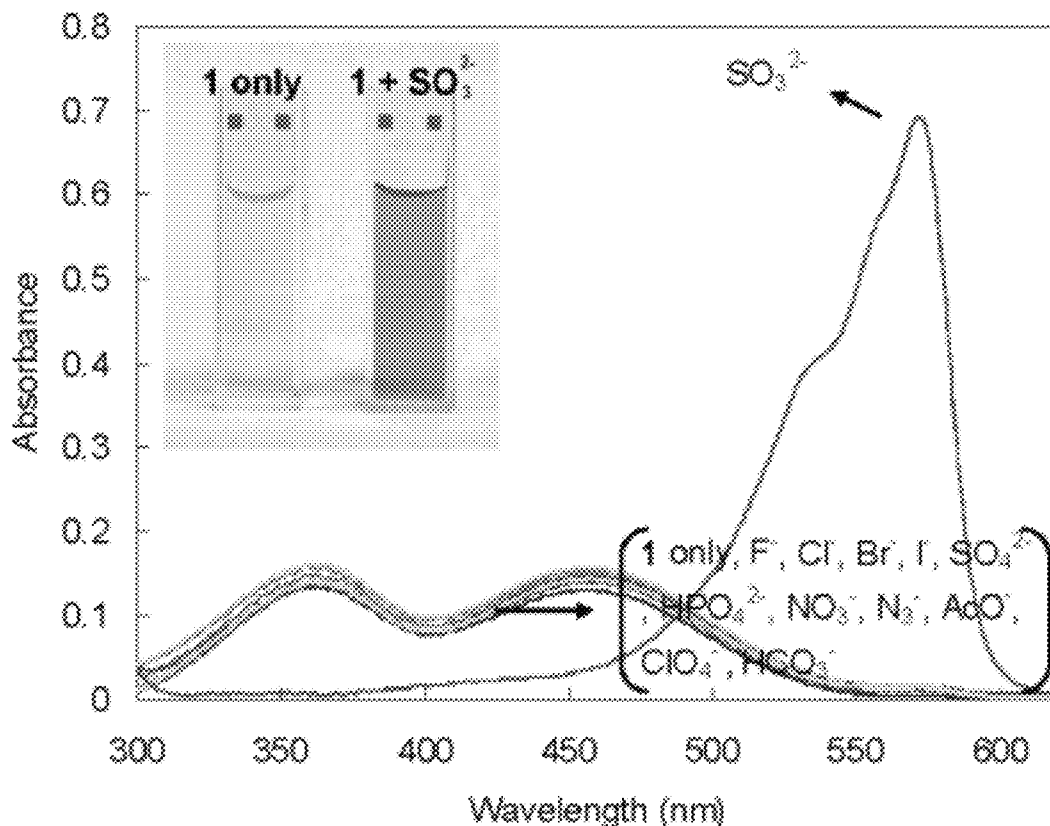 0.8
0.7
0.6
0.5
0.4
0.3
0.2
0.1
0
Absorbance
1 only
1 + SO₃²⁻
SO₃²⁻
1 only, F⁻, Cl⁻, Br⁻, I⁻, SO₄²⁻
, HPO₄²⁻, NO₃⁻, N₃⁻, AcO⁻,
ClO₄⁻, HCO₃⁻
300 350 400 450 500 550 600
Wavelength (nm)